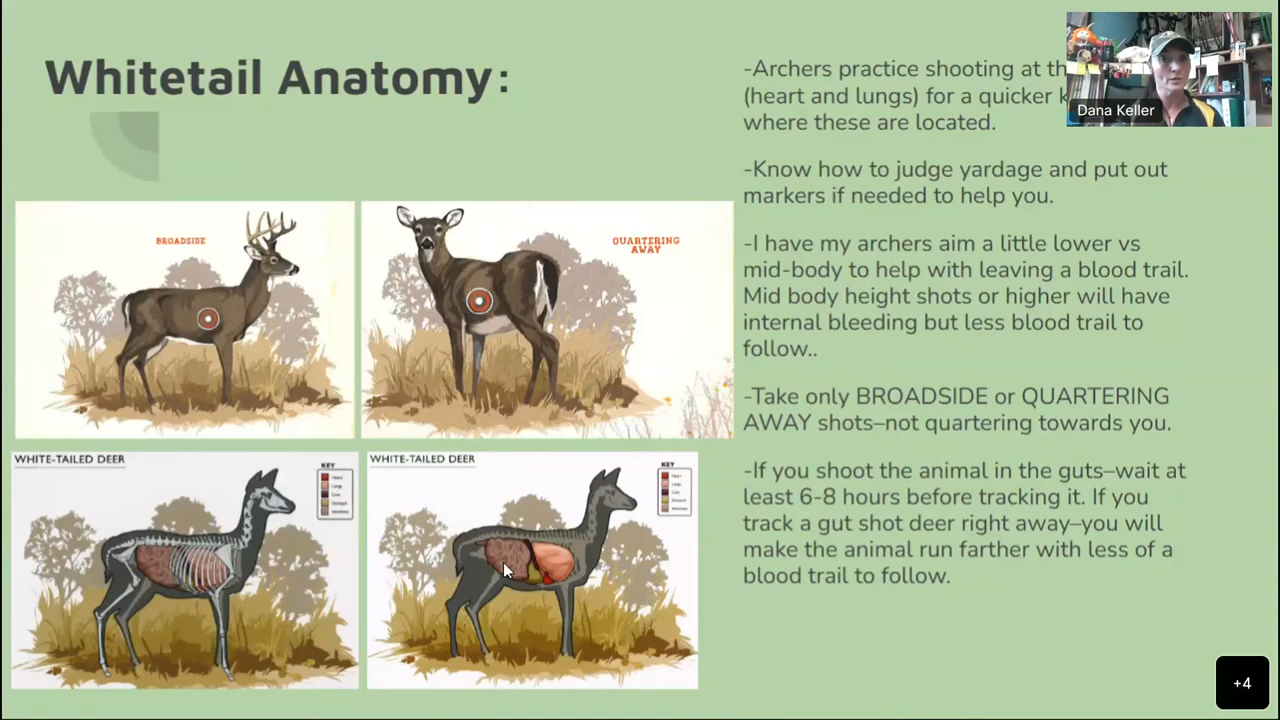 Whitetail Anatomy:
BROADSIDE
QUARTERING
AWAY
WHITE-TAILED DEER
KEY
WHITE-TAILED DEER
KEY
-Archers practice shooting at
(heart and lungs) for a quicker
where these are located.
-Know how to judge yardage and put out
markers if needed to help you.
-I have my archers aim a little lower vs
mid-body to help with leaving a blood trail.
Mid body height shots or higher will have
internal bleeding but less blood trail to
follow..
-Take only BROADSIDE or QUARTERING
AWAY shots–not quartering towards you.
-If you shoot the animal in the guts–wait at
least 6-8 hours before tracking it. If you
track a gut shot deer right away–you will
make the animal run farther with less of a
blood trail to follow.
Dana Keller
+4